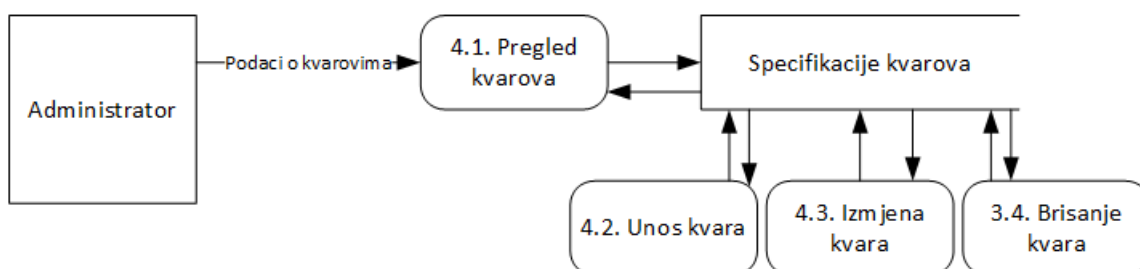 Administrator
Podaci o kvarovima
4.1. Pregled
kvarova
Specifikacije kvarova
4.2. Unos kvara
4.3. Izmjena
kvara
3.4. Brisanje
kvara